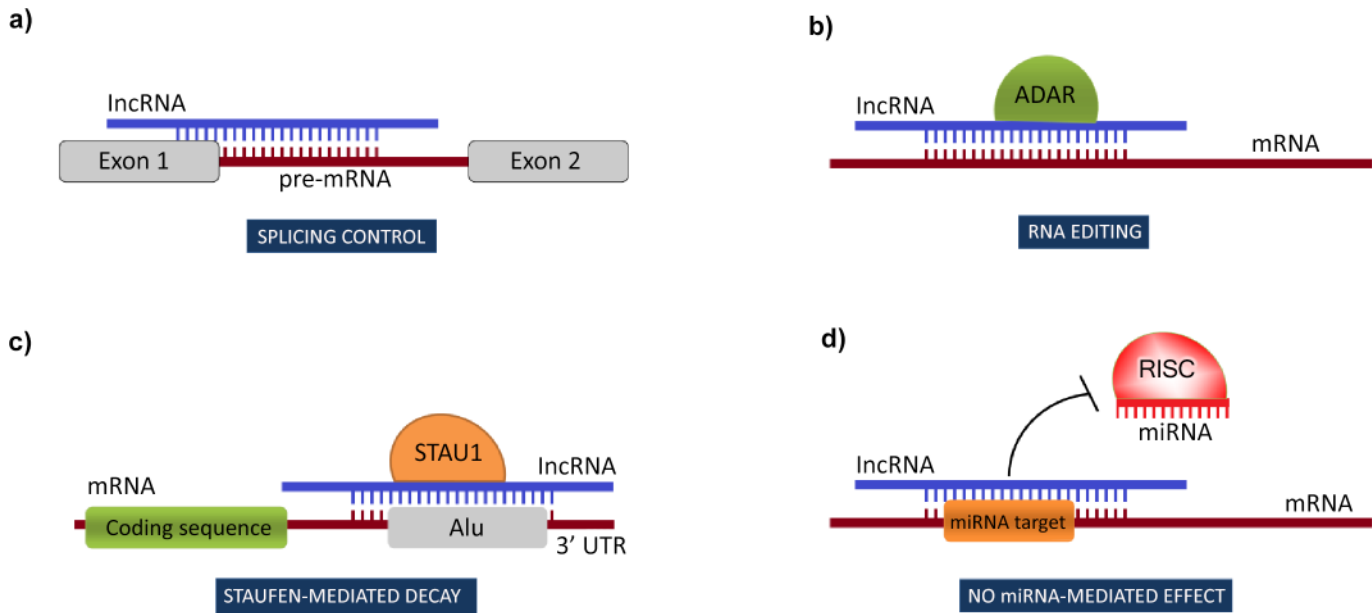 a)
lncRNA
Exon 1
Exon 2
pre-mRNA
SPLICING CONTROL
b)
ADAR
lncRNA
mRNA
RNA EDITING
c)
STAU1
lncRNA
mRNA
Coding sequence
Alu
3’ UTR
STAUFEN-MEDIATED DECAY
d)
RISC
miRNA
lncRNA
mRNA
miRNA target
NO miRNA-MEDIATED EFFECT